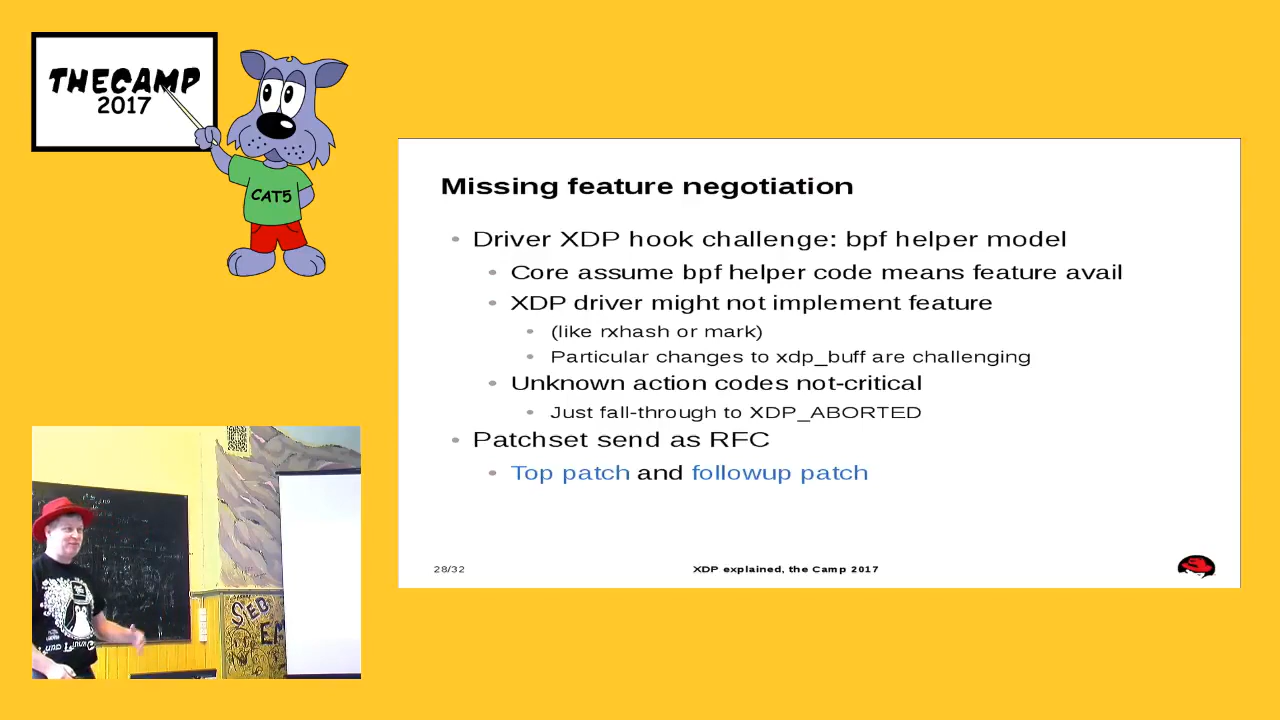 THECAMP
2017
CAT5
Missing feature negotiation
Driver XDP hook challenge: bpf helper model
Core assume bpf helper code means feature avail
XDP driver might not implement feature
(like rxhash or mark)
Particular changes to xdp_buff are challenging
Unknown action codes not-critical
Just fall-through to XDP_ABORTED
Patchset send as RFC
Top patch and followup patch
28/32
XDP explained, the Camp 2017